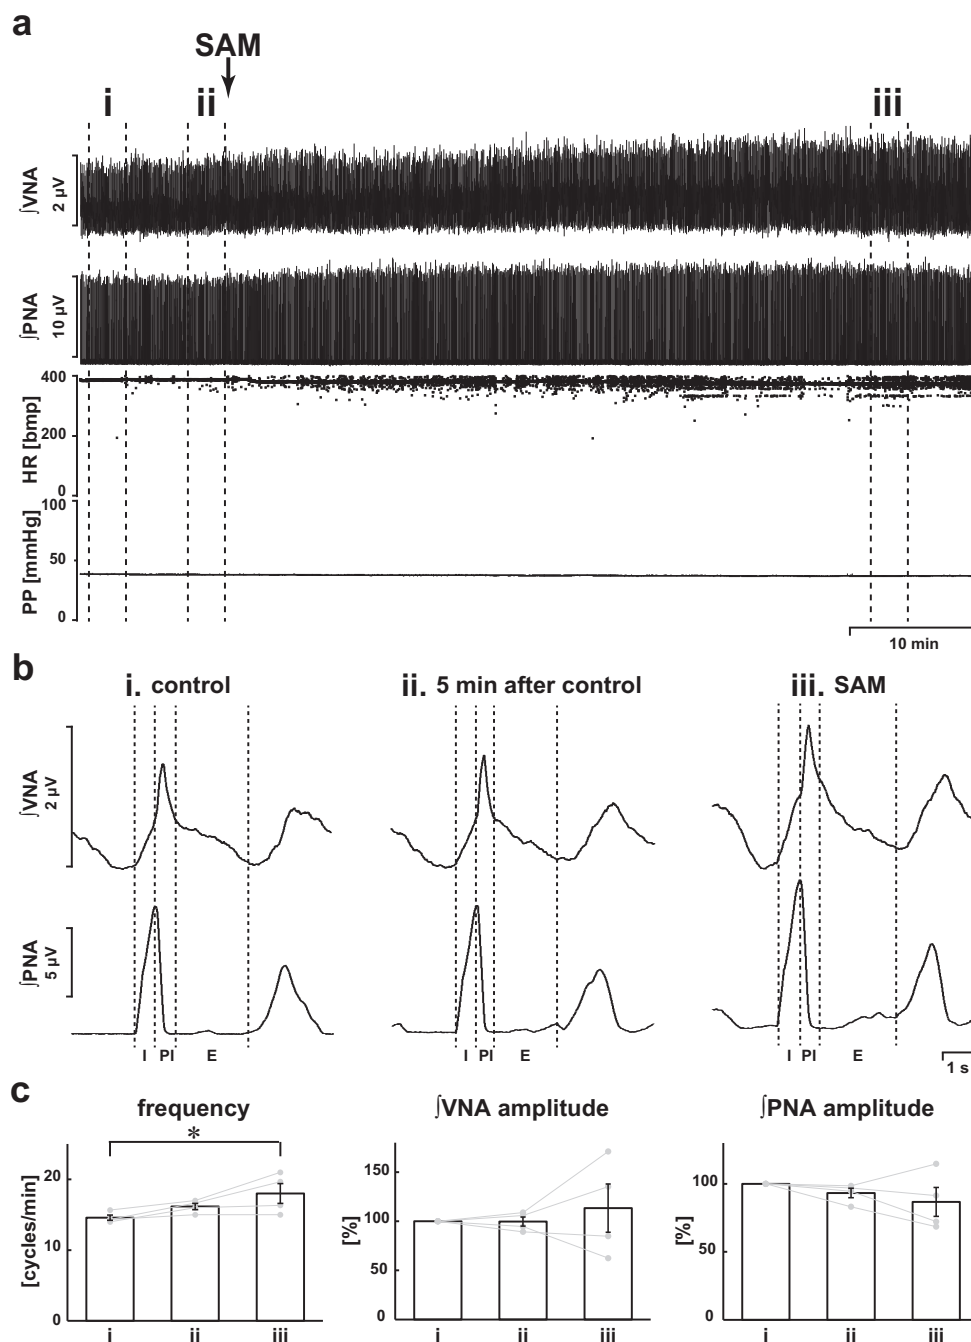 a
SAM
i ii iii
∫VNA
2 µV
∫PNA
10 µV
HR [bmp]
400
200
0
PP [mmHg]
100
50
0
10 min
b
i. control
ii. 5 min after control
iii. SAM
∫VNA
2 µV
∫PNA
5 µV
I PI E
I PI E
I PI E
1 s
c
frequency
*
[cycles/min]
20
10
0
i ii iii
∫VNA amplitude
[%]
150
100
50
0
i ii iii
∫PNA amplitude
[%]
100
50
0
i ii iii